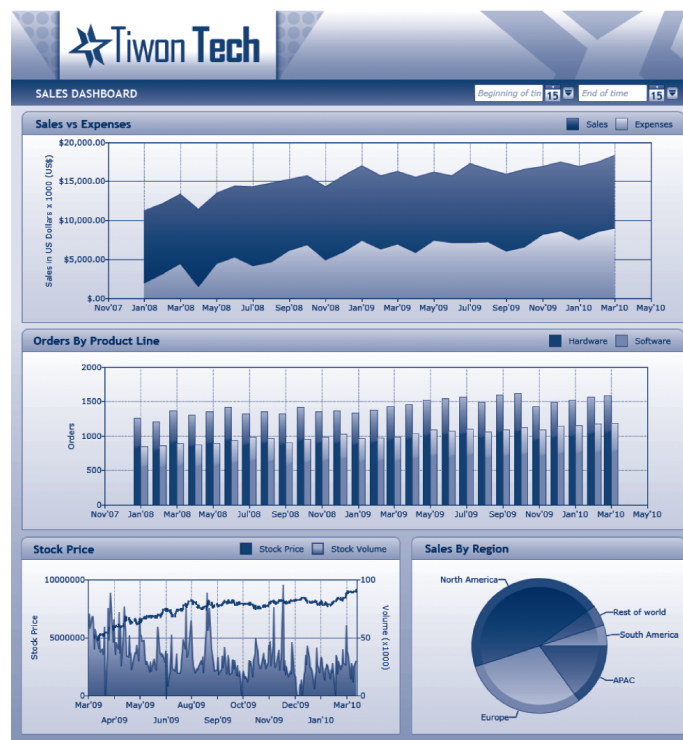 Tiwon Tech
SALES DASHBOARD
Beginning of tin
15
End of time
15
Sales vs Expenses
Sales
Expenses
Sales in US Dollars x 1000 (US$)
$20,000.00
$15,000.00
$10,000.00
$5,000.00
$.00
Nov'07 Jan'08 Mar'08 May'08 Jul'08 Sep'08 Nov'08 Jan'09 Mar'09 May'09 Jul'09 Sep'09 Nov'09 Jan'10 Mar'10 May'10
Orders By Product Line
Hardware
Software
Orders
2000
1500
1000
500
0
Nov'07 Jan'08 Mar'08 May'08 Jul'08 Sep'08 Nov'08 Jan'09 Mar'09 May'09 Jul'09 Sep'09 Nov'09 Jan'10 Mar'10 May'10
Stock Price
Stock Price
Stock Volume
Stock Price
10000000
5000000
0
100
50
0
Volume (x1000)
Mar'09 May'09 Aug'09 Oct'09 Dec'09 Mar'10
Apr'09 Jun'09 Sep'09 Nov'09 Jan'10
Sales By Region
North America
Rest of world
South America
APAC
Europe